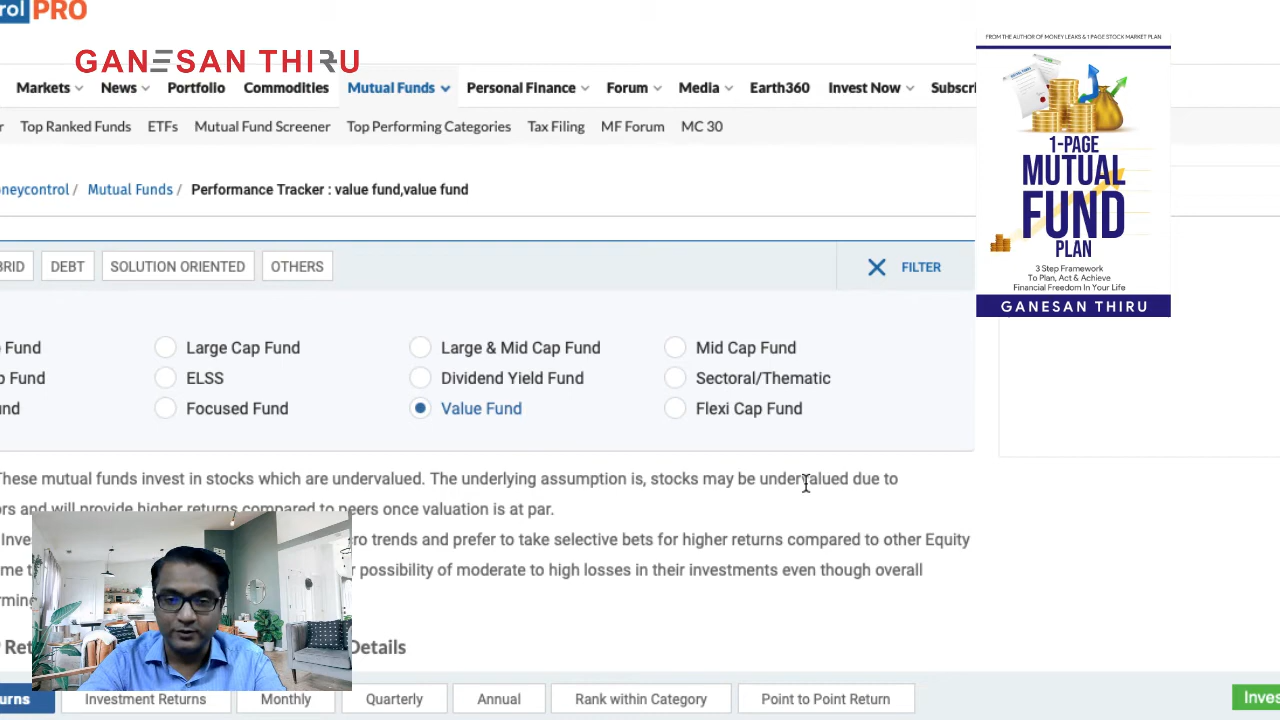 rol PRO
GANESAN THIRU
Markets News Portfolio Commodities Mutual Funds Personal Finance Forum Media Earth360 Invest Now Subscri
r Top Ranked Funds ETFs Mutual Fund Screener Top Performing Categories Tax Filing MF Forum MC 30
neycontrol / Mutual Funds / Performance Tracker : value fund,value fund
BRID DEBT SOLUTION ORIENTED OTHERS FILTER
Fund Large Cap Fund Large & Mid Cap Fund Mid Cap Fund
p Fund ELSS Dividend Yield Fund Sectoral/Thematic
und Focused Fund Value Fund Flexi Cap Fund
These mutual funds invest in stocks which are undervalued. The underlying assumption is, stocks may be undervalued due to
rs and will provide higher returns compared to peers once valuation is at par.
Inve ro trends and prefer to take selective bets for higher returns compared to other Equity
me t r possibility of moderate to high losses in their investments even though overall
rming
Ret Details
urns Investment Returns Monthly Quarterly Annual Rank within Category Point to Point Return Inves
FROM THE AUTHOR OF MONEY LEAKS & 1 PAGE STOCK MARKET PLAN
1-PAGE
MUTUAL
FUND
PLAN
3 Step Framework
To Plan, Act & Achieve
Financial Freedom In Your Life
GANESAN THIRU